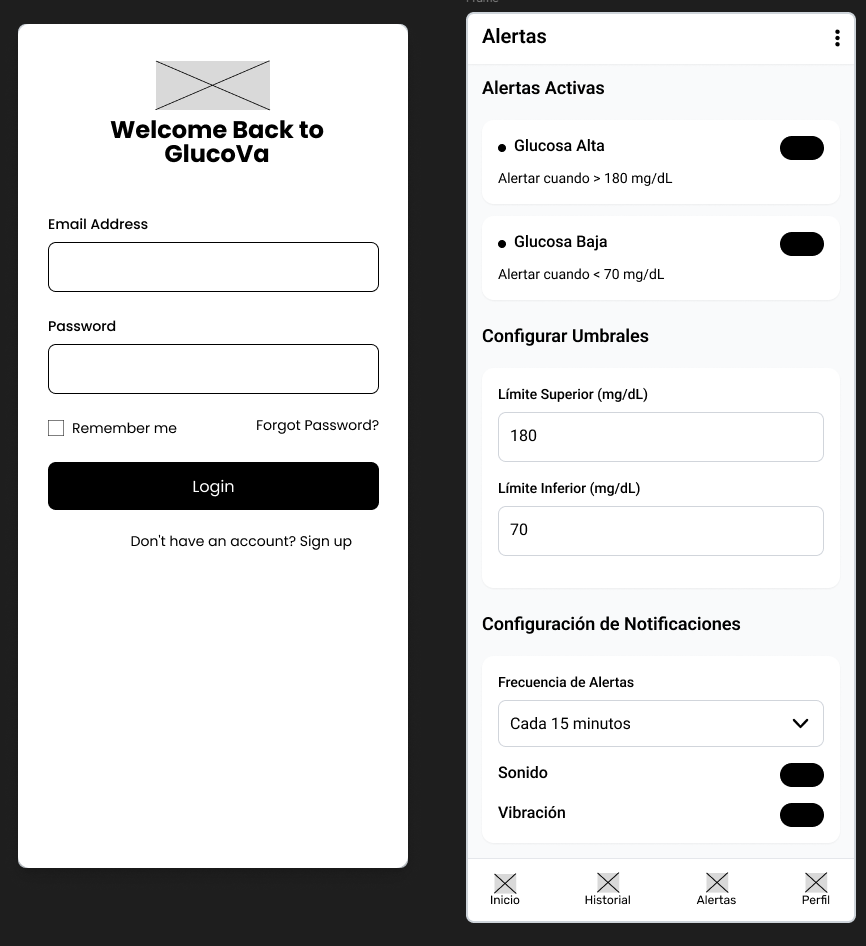 Welcome Back to
GlucoVa
Email Address
Password
Remember me
Forgot Password?
Login
Don't have an account? Sign up
Alertas
Alertas Activas
Glucosa Alta
Alertar cuando > 180 mg/dL
Glucosa Baja
Alertar cuando < 70 mg/dL
Configurar Umbrales
Límite Superior (mg/dL)
180
Límite Inferior (mg/dL)
70
Configuración de Notificaciones
Frecuencia de Alertas
Cada 15 minutos
Sonido
Vibración
Inicio
Historial
Alertas
Perfil